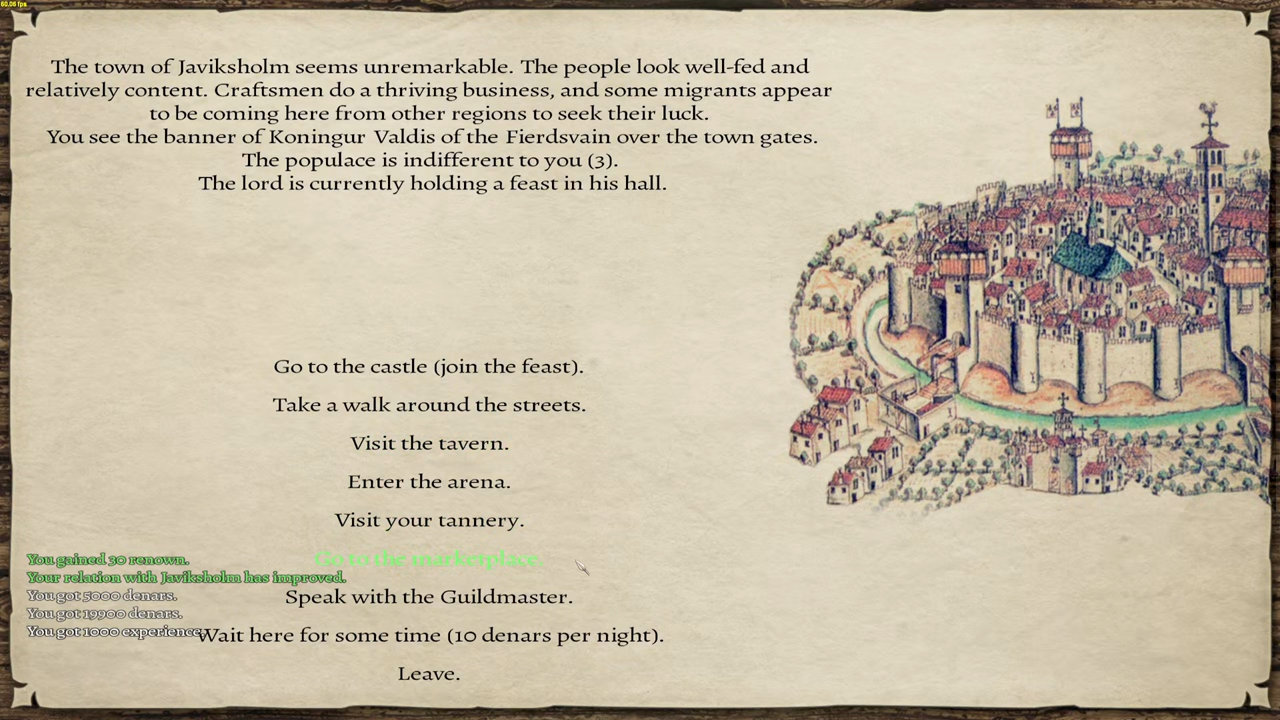 60.06 fps
The town of Javiksholm seems unremarkable. The people look well-fed and
relatively content. Craftsmen do a thriving business, and some migrants appear
to be coming here from other regions to seek their luck.
You see the banner of Koningur Valdis of the Fierdsvain over the town gates.
The populace is indifferent to you (3).
The lord is currently holding a feast in his hall.
Go to the castle (join the feast).
Take a walk around the streets.
Visit the tavern.
Enter the arena.
Visit your tannery.
Go to the marketplace.
Speak with the Guildmaster.
Wait here for some time (10 denars per night).
Leave.
You gained 30 renown.
Your relation with Javiksholm has improved.
You got 5000 denars.
You got 19900 denars.
You got 1000 experience.